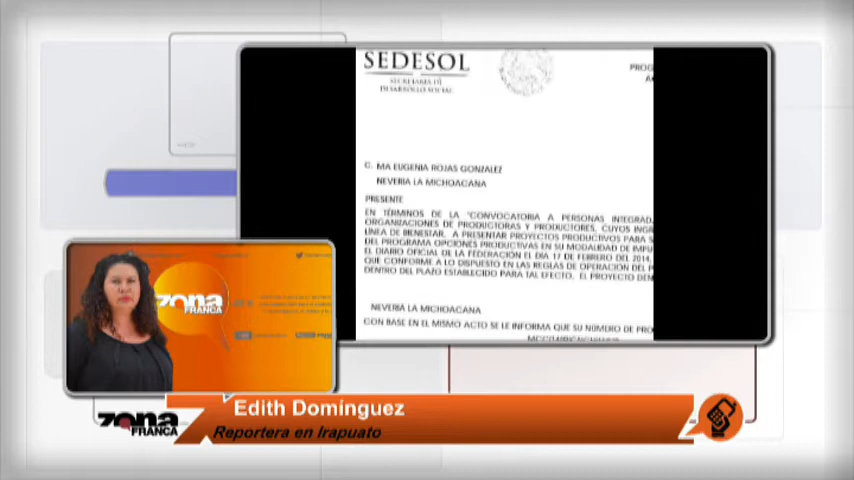 SEDESOL
SECRETARÍA DE
DESARROLLO SOCIAL
PROG
C. MA EUGENIA ROJAS GONZALEZ
NEVERIA LA MICHOACANA
PRESENTE
EN TÉRMINOS DE LA "CONVOCATORIA A PERSONAS INTEGRAD
ORGANIZACIONES DE PRODUCTORAS Y PRODUCTORES, CUYOS INGR
LÍNEA DE BIENESTAR, A PRESENTAR PROYECTOS PRODUCTIVOS PARA S
DEL PROGRAMA OPCIONES PRODUCTIVAS EN SU MODALIDAD DE IMPU
EL DIARIO OFICIAL DE LA FEDERACIÓN EL DIA 17 DE FEBRERO DEL 2014,
QUE CONFORME A LO DISPUESTO EN LAS REGLAS DE OPERACIÓN DEL P
DENTRO DEL PLAZO ESTABLECIDO PARA TAL EFECTO, EL PROYECTO DEN
NEVERIA LA MICHOACANA
CON BASE EN EL MISMO ACTO SE LE INFORMA QUE SU NÚMERO DE PRO
zona
FRANCA
Edith Domínguez
Reportera en Irapuato
zona
FRANCA